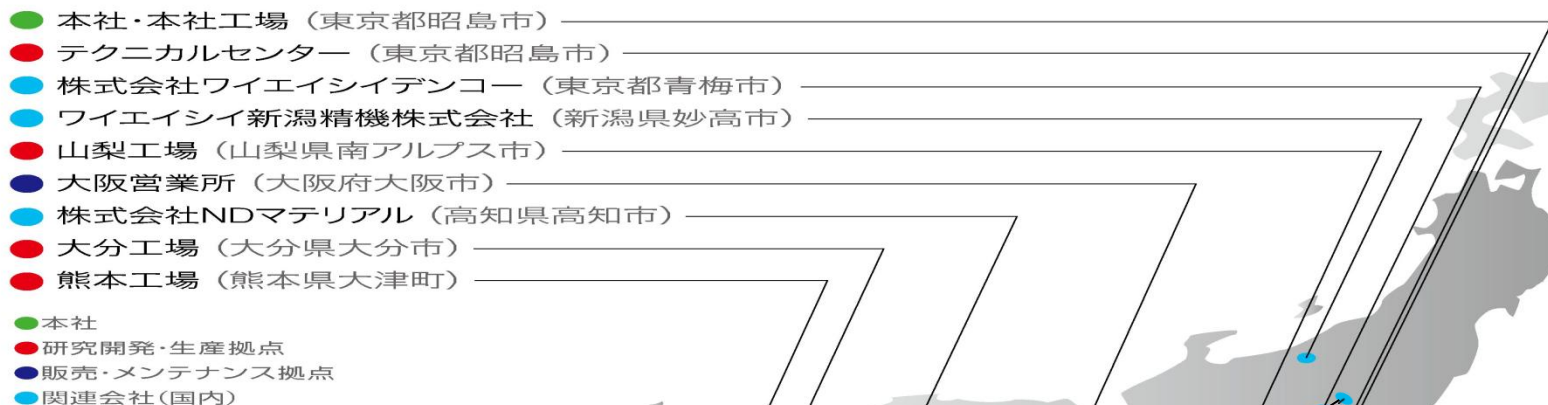 本社・本社工場（東京都昭島市）
テクニカルセンター（東京都昭島市）
株式会社ワイエイシイデンコー（東京都青梅市）
ワイエイシイ新潟精機株式会社（新潟県妙高市）
山梨工場（山梨県南アルプス市）
大阪営業所（大阪府大阪市）
株式会社NDマテリアル（高知県高知市）
大分工場（大分県大分市）
熊本工場（熊本県大津町）
本社
研究開発・生産拠点
販売・メンテナンス拠点
関連会社（国内）